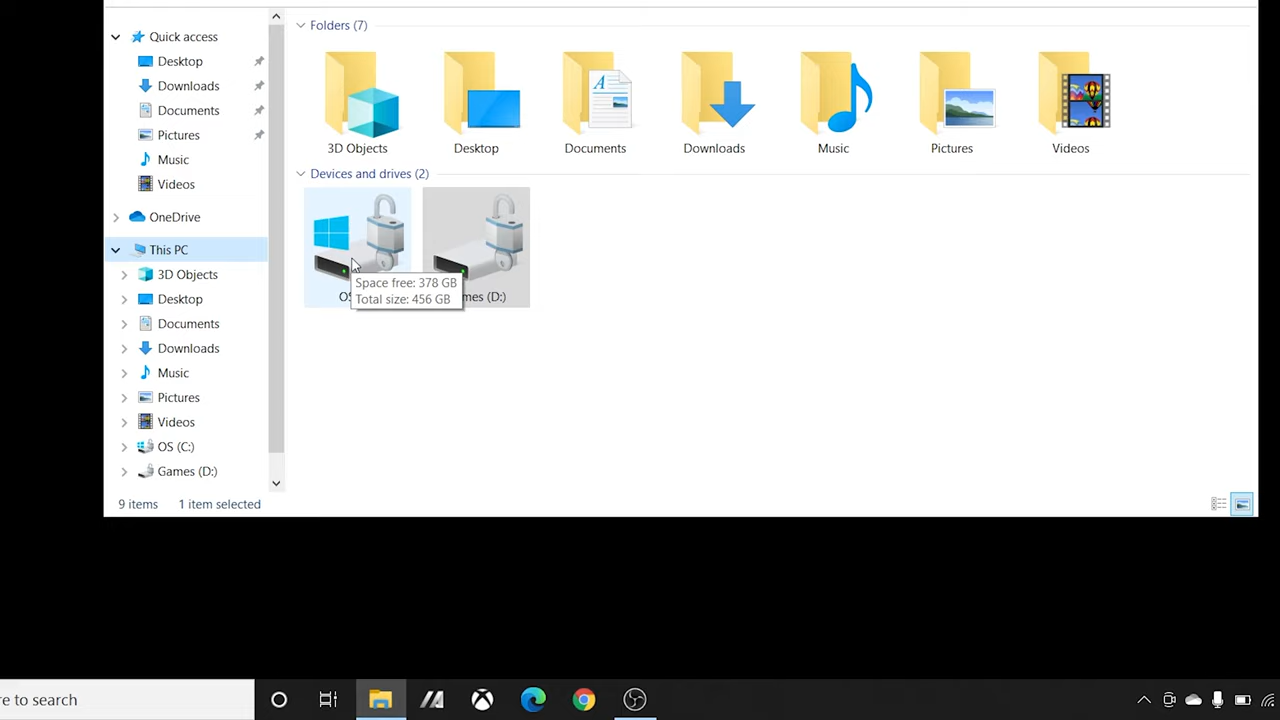 Quick access
Desktop
Downloads
Documents
Pictures
Music
Videos
OneDrive
This PC
3D Objects
Desktop
Documents
Downloads
Music
Pictures
Videos
OS (C:)
Games (D:)
Folders (7)
3D Objects
Desktop
Documents
Downloads
Music
Pictures
Videos
Devices and drives (2)
Space free: 378 GB
Total size: 456 GB
OS
mes (D:)
9 items
1 item selected
re to search